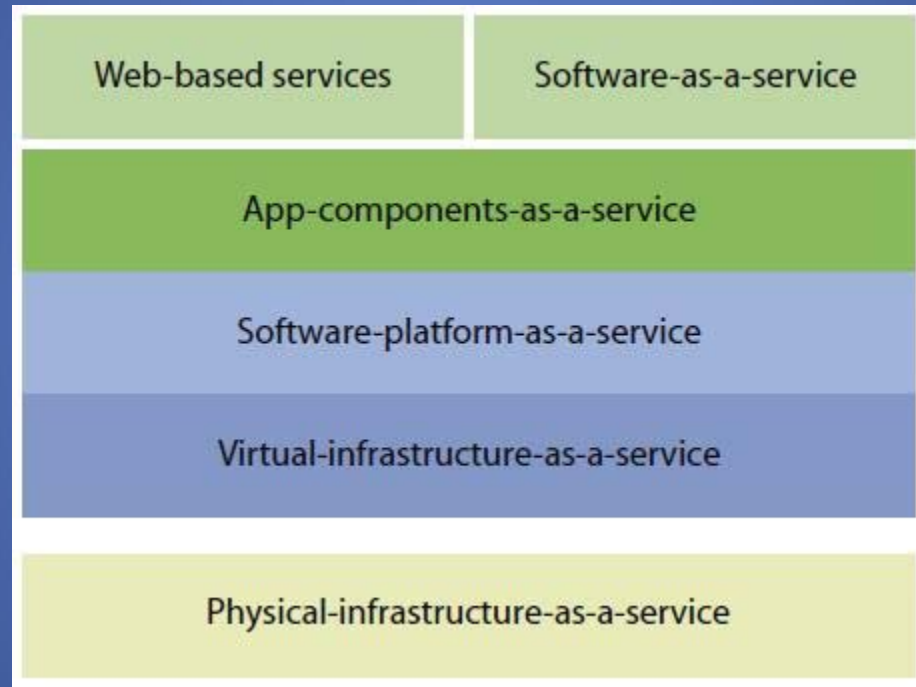 Web-based services
Software-as-a-service
App-components-as-a-service
Software-platform-as-a-service
Virtual-infrastructure-as-a-service
Physical-infrastructure-as-a-service